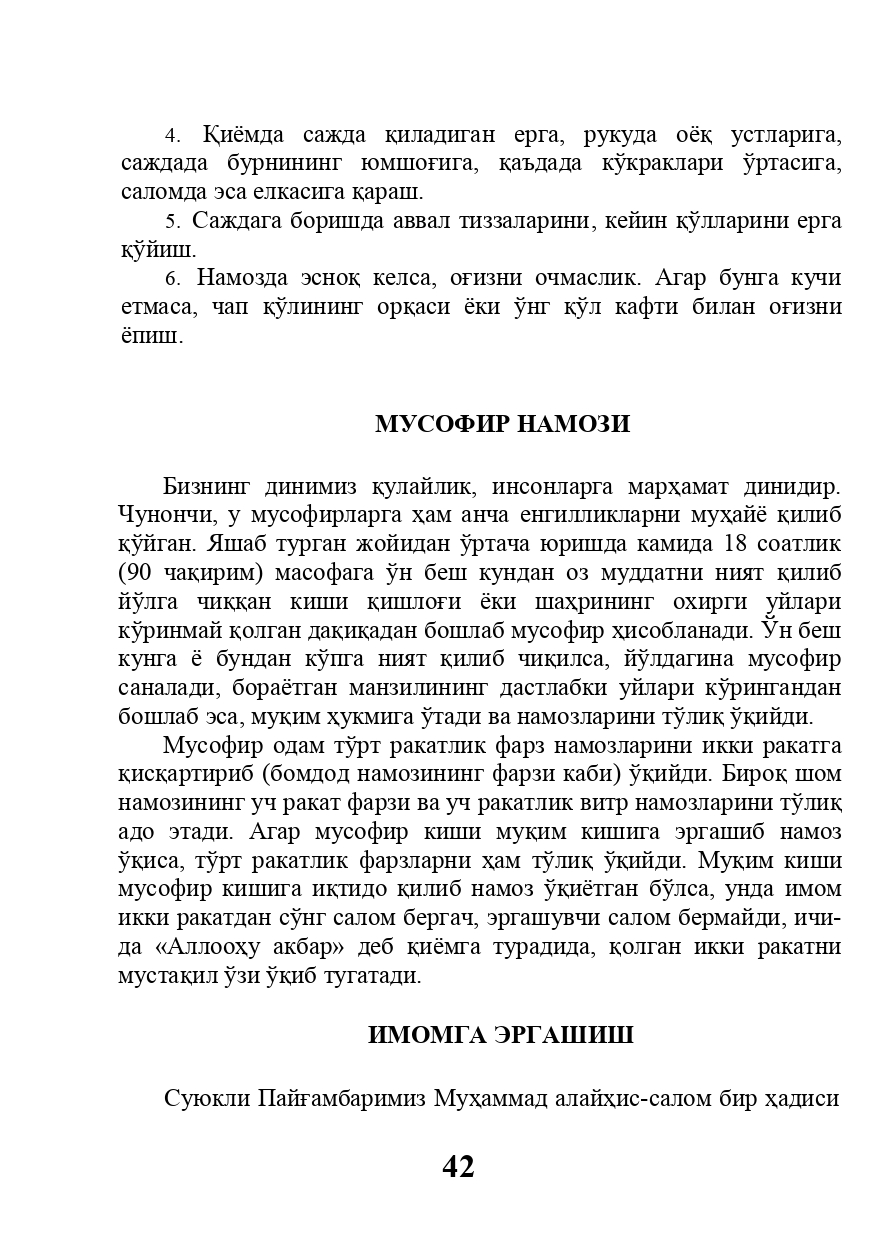 4. Қиёмда сажда қиладиган ерга, рукуда оёқ устларига,
саждада бурнининг юмшоғига, қаъдада кўкраклари ўртасига,
саломда эса елкасига қараш.
5. Саждага боришда аввал тиззаларини, кейин қўлларини ерга
қўйиш.
6. Намозда эсноқ келса, оғизни очмаслик. Агар бунга кучи
етмаса, чап қўлининг орқаси ёки ўнг қўл кафти билан оғизни
ёпиш.
МУСОФИР НАМОЗИ
Бизнинг динимиз қулайлик, инсонларга марҳамат динидир.
Чунончи, у мусофирларга ҳам анча енгилликларни муҳайё қилиб
қўйган. Яшаб турган жойидан ўртача юришда камида 18 соатлик
(90 чақирим) масофага ўн беш кундан оз муддатни ният қилиб
йўлга чиққан киши қишлоғи ёки шаҳрининг охирги уйлари
кўринмай қолган дақиқадан бошлаб мусофир ҳисобланади. Ўн беш
кунга ё бундан кўпга ният қилиб чиқилса, йўлдагина мусофир
саналади, бораётган манзилининг дастлабки уйлари кўрингандан
бошлаб эса, муқим ҳукмига ўтади ва намозларини тўлиқ ўқийди.
Мусофир одам тўрт ракатлик фарз намозларини икки ракатга
қисқартириб (бомдод намозининг фарзи каби) ўқийди. Бироқ шом
намозининг уч ракат фарзи ва уч ракатлик витр намозларини тўлиқ
адо этади. Агар мусофир киши муқим кишига эргашиб намоз
ўқиса, тўрт ракатлик фарзларни ҳам тўлиқ ўқийди. Муқим киши
мусофир кишига иқтидо қилиб намоз ўқиётган бўлса, унда имом
икки ракатдан сўнг салом бергач, эргашувчи салом бермайди, ичи-
да «Аллооҳу акбар» деб қиёмга турадида, қолган икки ракатни
мустақил ўзи ўқиб тугатади.
ИМОМГА ЭРГАШИШ
Суюкли Пайғамбаримиз Муҳаммад алайҳис-салом бир ҳадиси
42